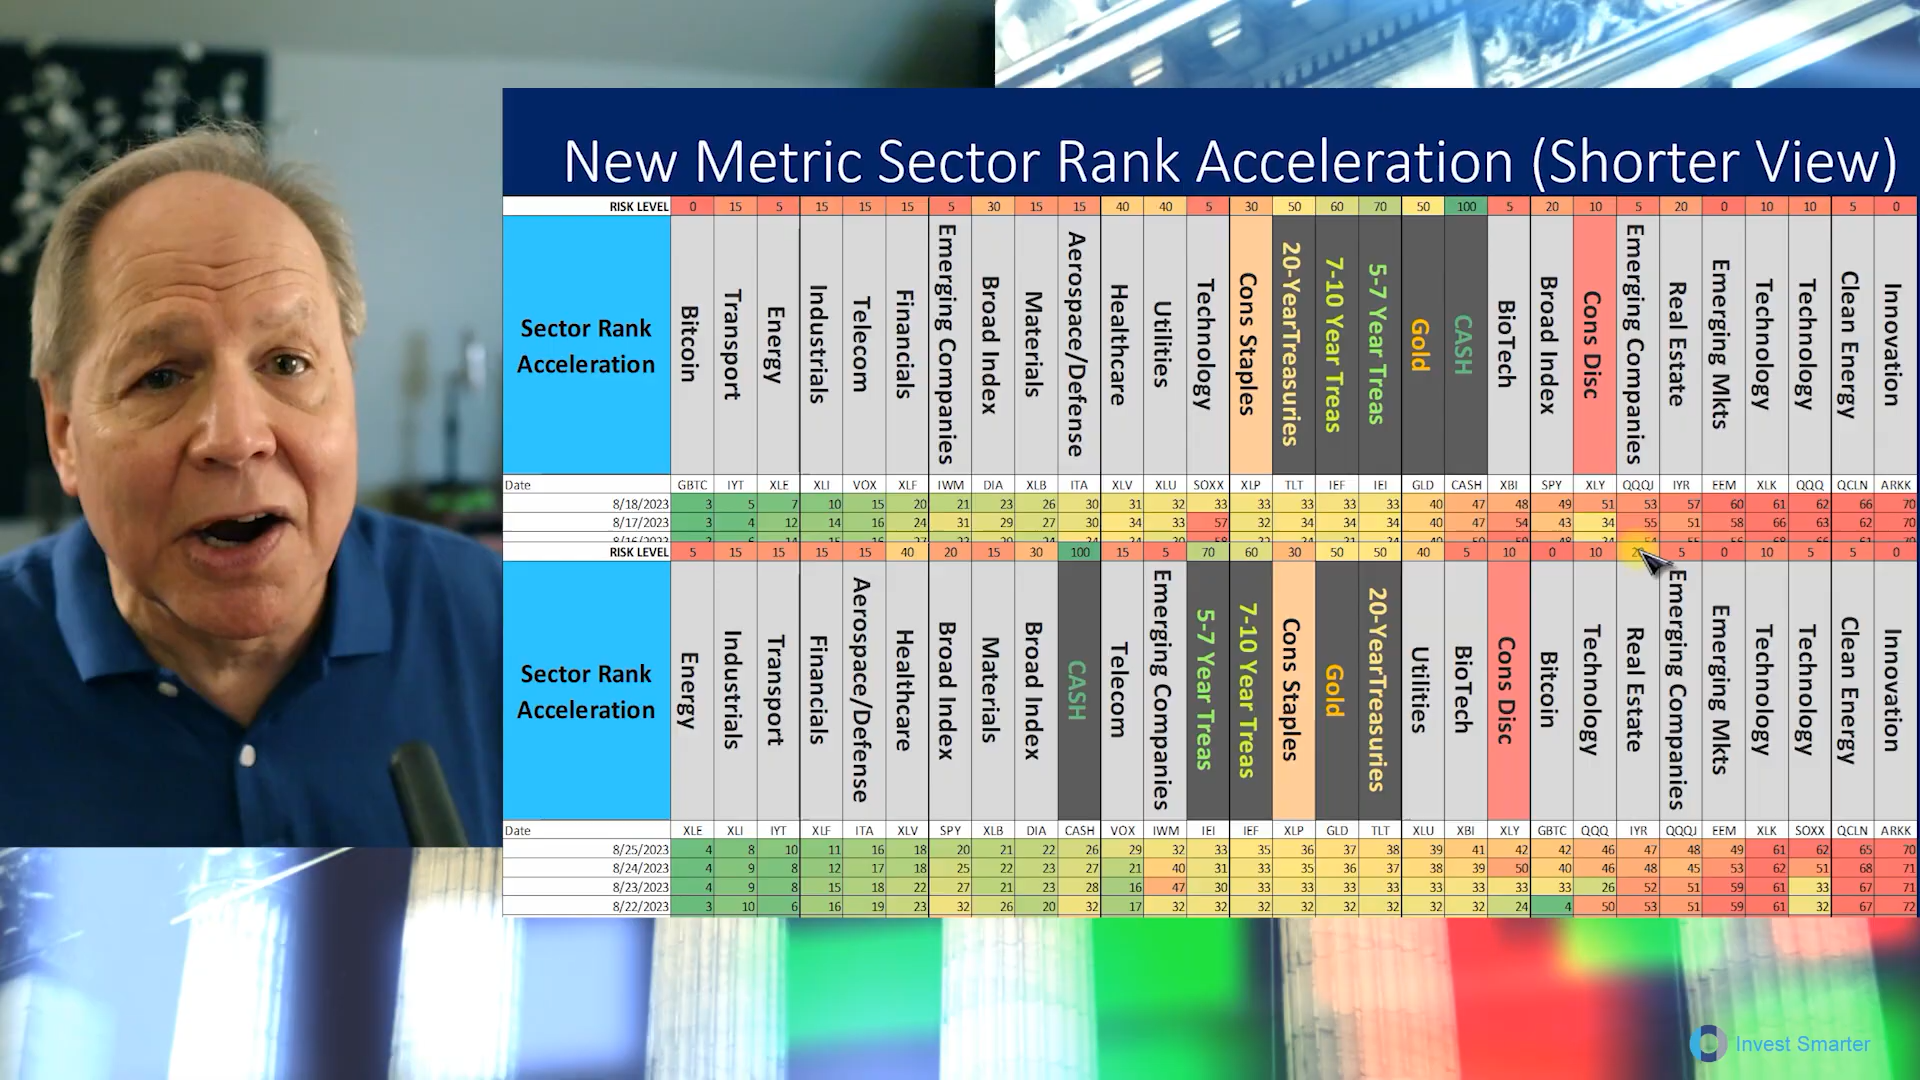 New Metric Sector Rank Acceleration (Shorter View)
RISK LEVEL 0 15 5 15 15 15 5 30 15 15 40 40 5 30 50 60 70 50 100 5 20 10 5 20 0 10 10 5 0
Sector Rank
Acceleration
Bitcoin
Transport
Energy
Industrials
Telecom
Financials
Emerging Companies
Broad Index
Materials
Aerospace/Defense
Healthcare
Utilities
Technology
Cons Staples
20-YearTreasuries
7-10 Year Treas
5-7 Year Treas
Gold
CASH
BioTech
Broad Index
Cons Disc
Emerging Companies
Real Estate
Emerging Mkts
Technology
Technology
Clean Energy
Innovation
Date GBTC IYT XLE XLI VOX XLF IWM DIA XLB ITA XLV XLU SOXX XLP TLT IEF IEI GLD CASH XBI SPY XLY QQQJ IYR EEM XLK QQQ QCLN ARKK
8/18/2023 3 5 7 10 15 20 21 23 26 30 31 32 33 33 33 33 33 40 47 48 49 51 53 57 60 61 62 66 70
8/17/2023 3 4 12 14 16 24 31 29 27 30 34 33 57 32 34 34 34 40 47 54 43 34 55 51 58 66 63 62 70
RISK LEVEL 5 15 15 15 15 40 20 15 30 100 15 5 70 60 30 50 50 40 5 10 0 10 5 0 10 5 5 0
Sector Rank
Acceleration
Energy
Industrials
Transport
Financials
Aerospace/Defense
Healthcare
Broad Index
Materials
Broad Index
CASH
Telecom
Emerging Companies
5-7 Year Treas
7-10 Year Treas
Cons Staples
Gold
20-YearTreasuries
Utilities
BioTech
Cons Disc
Bitcoin
Technology
Real Estate
Emerging Companies
Emerging Mkts
Technology
Technology
Clean Energy
Innovation
Date XLE XLI IYT XLF ITA XLV SPY XLB DIA CASH VOX IWM IEI IEF XLP GLD TLT XLU XBI XLY GBTC QQQ IYR QQQJ EEM XLK SOXX QCLN ARKK
8/25/2023 4 8 10 11 16 18 20 21 22 26 29 32 33 35 36 37 38 39 41 42 42 46 47 48 49 61 62 65 70
8/24/2023 4 9 8 12 17 18 25 22 23 27 21 40 31 33 35 36 37 38 39 50 40 46 48 45 53 62 51 68 71
8/23/2023 4 9 8 15 18 22 27 21 23 28 16 47 30 33 33 33 33 33 33 33 33 26 52 51 59 61 33 67 71
8/22/2023 3 10 6 16 19 23 32 26 20 32 17 32 32 32 32 32 32 32 32 24 4 50 53 51 59 61 32 67 72
Invest Smarter